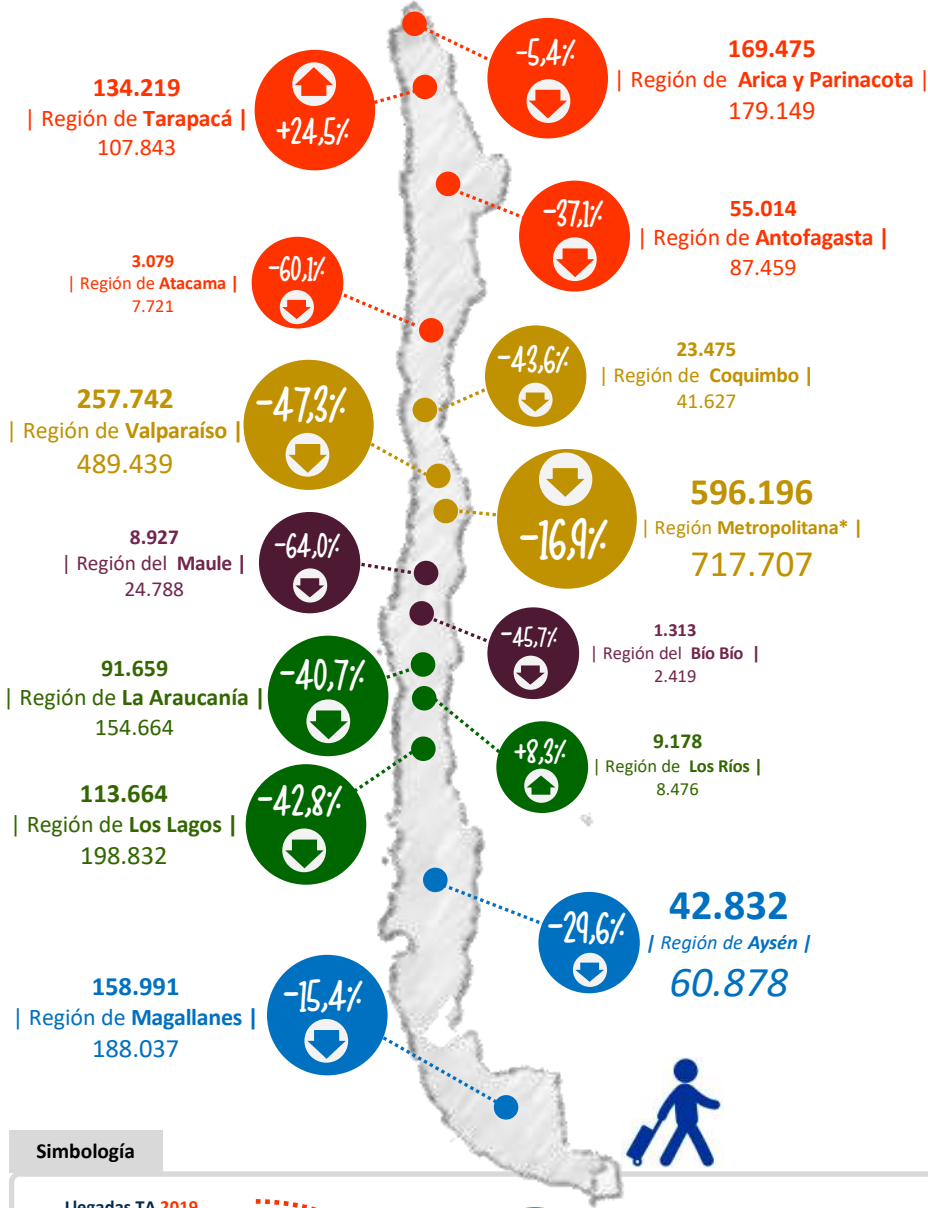 -5,4%
169.475
| Región de Arica y Parinacota |
179.149
134.219
| Región de Tarapacá |
107.843
+24,5%
-37,1%
55.014
| Región de Antofagasta |
87.459
3.079
| Región de Atacama |
7.721
-60,1%
-43,6%
23.475
| Región de Coquimbo |
41.627
257.742
| Región de Valparaíso |
489.439
-47,3%
-16,9%
596.196
| Región Metropolitana* |
717.707
8.927
| Región del Maule |
24.788
-64,0%
-45,7%
1.313
| Región del Bío Bío |
2.419
91.659
| Región de La Araucanía |
154.664
-40,7%
+8,3%
9.178
| Región de Los Ríos |
8.476
113.664
| Región de Los Lagos |
198.832
-42,8%
-29,6%
42.832
| Región de Aysén |
60.878
158.991
| Región de Magallanes |
188.037
-15,4%
Simbología
Llegadas TA 2019